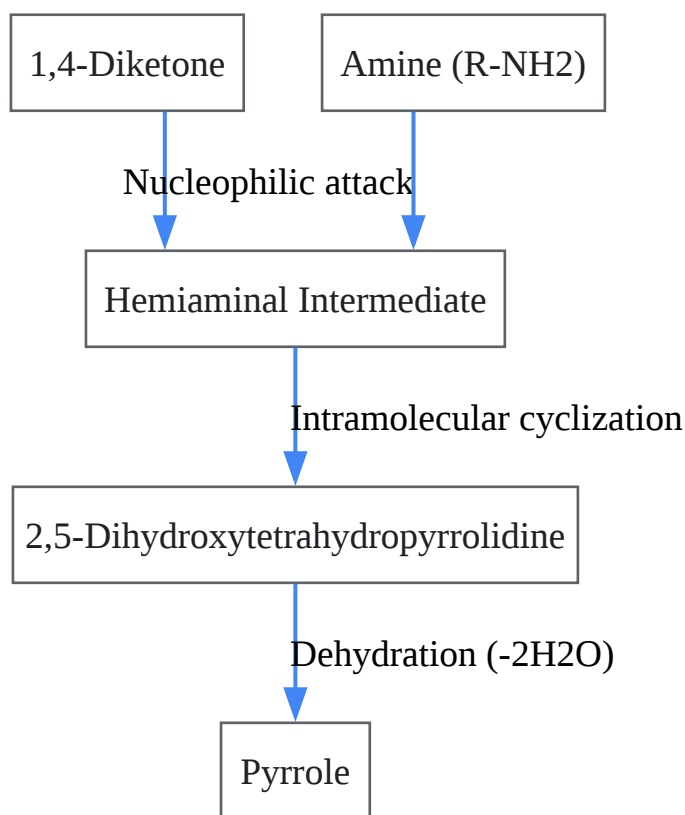 1,4-Diketone
Amine (R-NH2)
Nucleophilic attack
Hemiaminal Intermediate
Intramolecular cyclization
2,5-Dihydroxytetrahydropyrrolidine
Dehydration (-2H2O)
Pyrrole